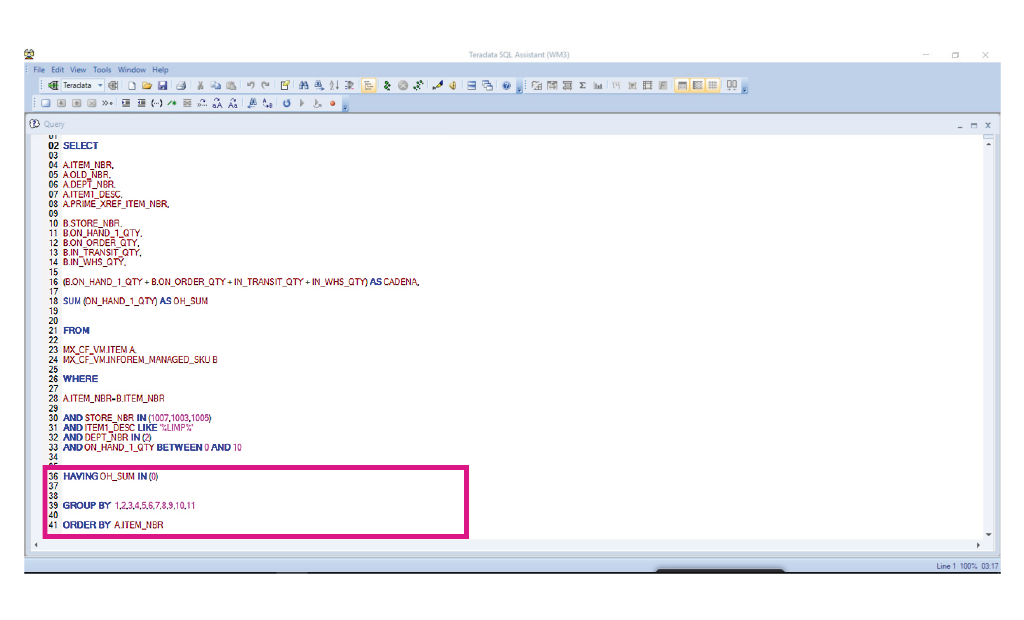 Teradata SQL Assistant (WM3)
File Edit View Tools Window Help
Teradata
Query
01
02 SELECT
03
04 A.ITEM_NBR,
05 A.OLD_NBR,
06 A.DEPT_NBR,
07 A.ITEM1_DESC,
08 A.PRIME_XREF_ITEM_NBR,
09
10 B.STORE_NBR,
11 B.ON_HAND_1_QTY,
12 B.ON_ORDER_QTY,
13 B.IN_TRANSIT_QTY,
14 B.IN_WHS_QTY,
15
16 (B.ON_HAND_1_QTY + B.ON_ORDER_QTY + IN_TRANSIT_QTY + IN_WHS_QTY) AS CADENA,
17
18 SUM (ON_HAND_1_QTY) AS OH_SUM
19
20
21 FROM
22
23 MX_CF_VM.ITEM A,
24 MX_CF_VM.INFOREM_MANAGED_SKU B
25
26 WHERE
27
28 A.ITEM_NBR=B.ITEM_NBR
29
30 AND STORE_NBR IN (1007,1003,1005)
31 AND ITEM1_DESC LIKE '%LIMP%'
32 AND DEPT_NBR IN (2)
33 AND ON_HAND_1_QTY BETWEEN 0 AND 10
34
35
36 HAVING OH_SUM IN (0)
37
38
39 GROUP BY 1,2,3,4,5,6,7,8,9,10,11
40
41 ORDER BY A.ITEM_NBR
Line 1 100% 03:17